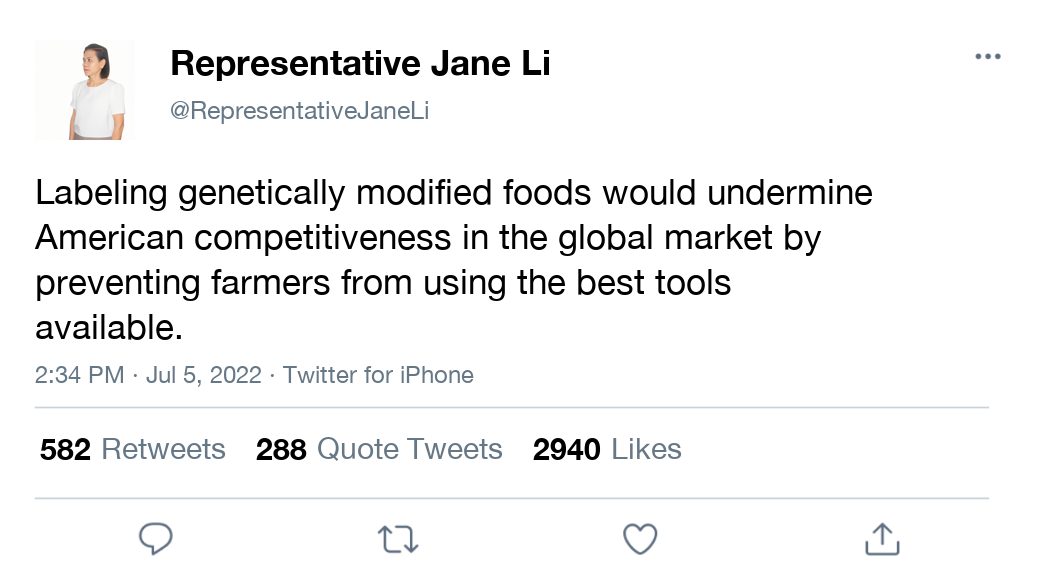 Representative Jane Li
@RepresentativeJaneLi
Labeling genetically modified foods would undermine
American competitiveness in the global market by
preventing farmers from using the best tools
available.
2:34 PM · Jul 5, 2022 · Twitter for iPhone
582 Retweets 288 Quote Tweets 2940 Likes